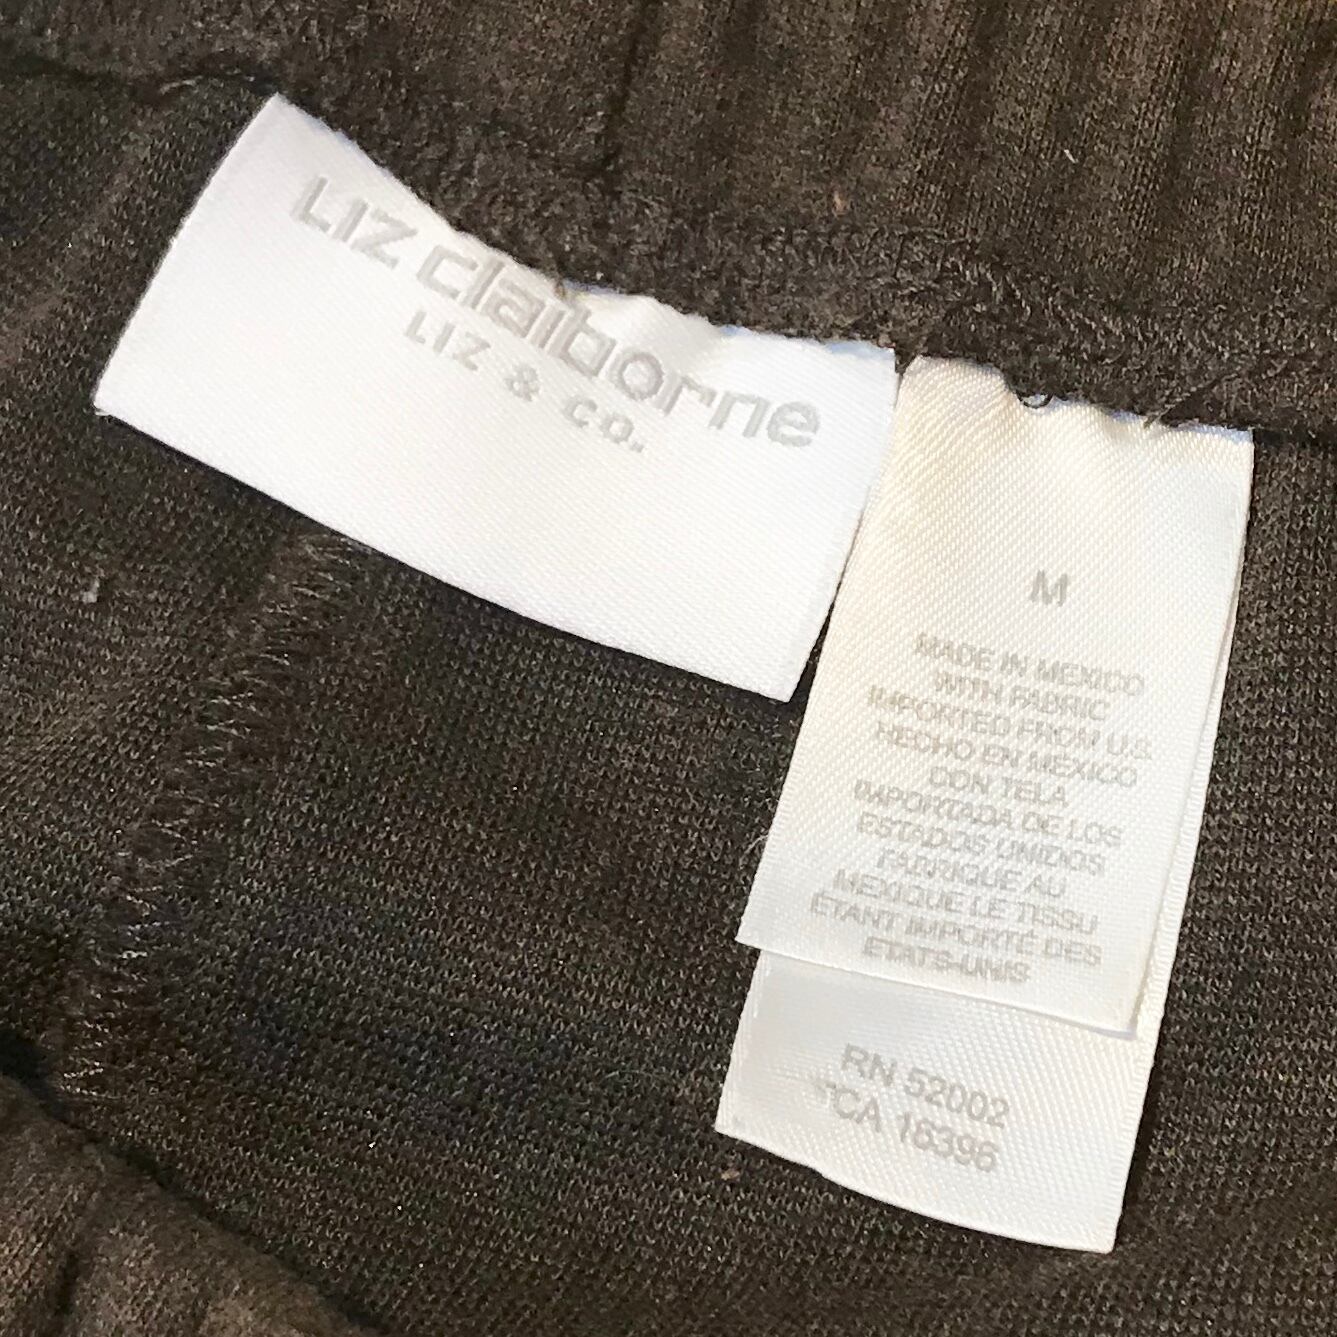 LIZ claiborne
LIZ & CO.
M
MADE IN MEXICO
WITH FABRIC
IMPORTED FROM U.S.
HECHO EN MEXICO
CON TELA
IMPORTADA DE LOS
ESTADOS UNIDOS
FABRIQUE AU
MEXIQUE LE TISSU
ETANT IMPORTÉ DES
ETATS-UNIS
RN 52002
CA 16396